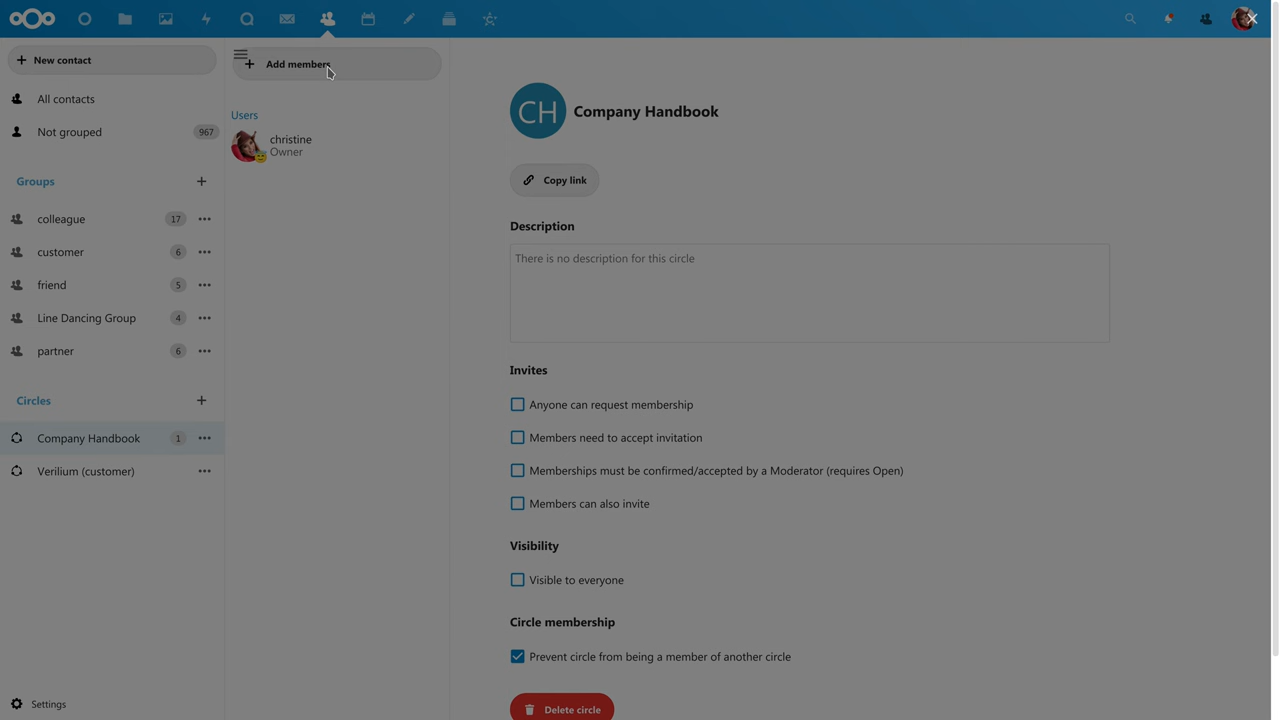 New contact
All contacts
Not grouped
967
Groups
colleague
17
customer
6
friend
5
Line Dancing Group
4
partner
6
Circles
Company Handbook
1
Verilium (customer)
Settings
Add members
Users
christine
Owner
CH
Company Handbook
Copy link
Description
There is no description for this circle
Invites
Anyone can request membership
Members need to accept invitation
Memberships must be confirmed/accepted by a Moderator (requires Open)
Members can also invite
Visibility
Visible to everyone
Circle membership
Prevent circle from being a member of another circle
Delete circle